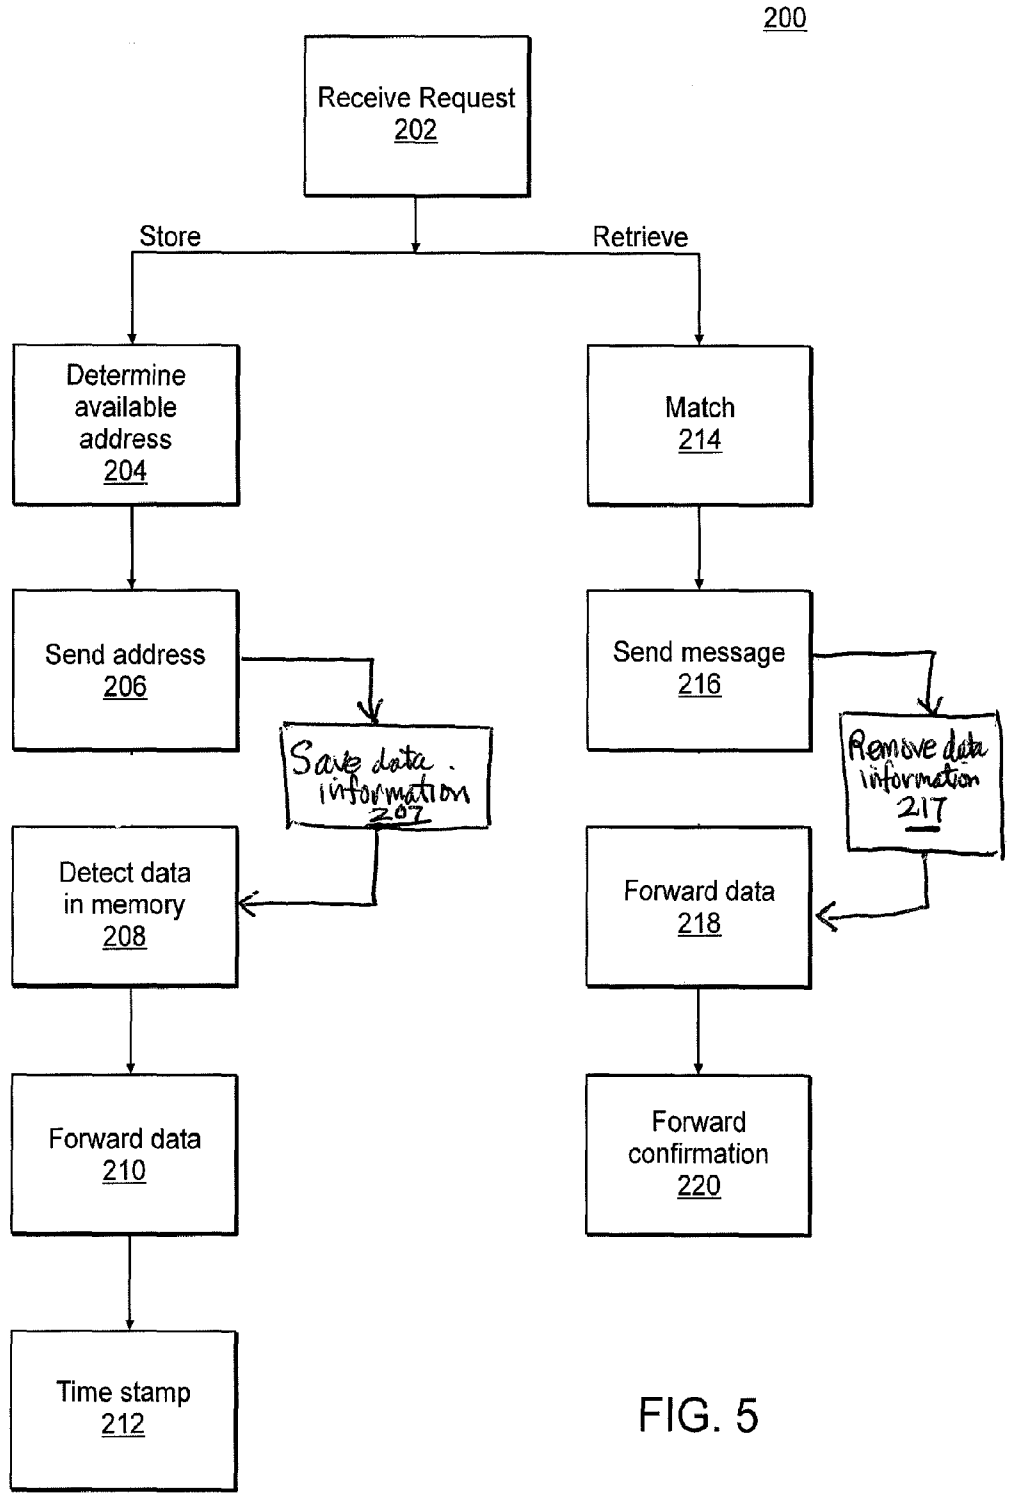 200
Receive Request
202
Store
Retrieve
Determine
available
address
204
Match
214
Send address
206
Send message
216
Save data
information
207
Remove data
information
217
Detect data
in memory
208
Forward data
218
Forward data
210
Forward
confirmation
220
Time stamp
212
FIG. 5